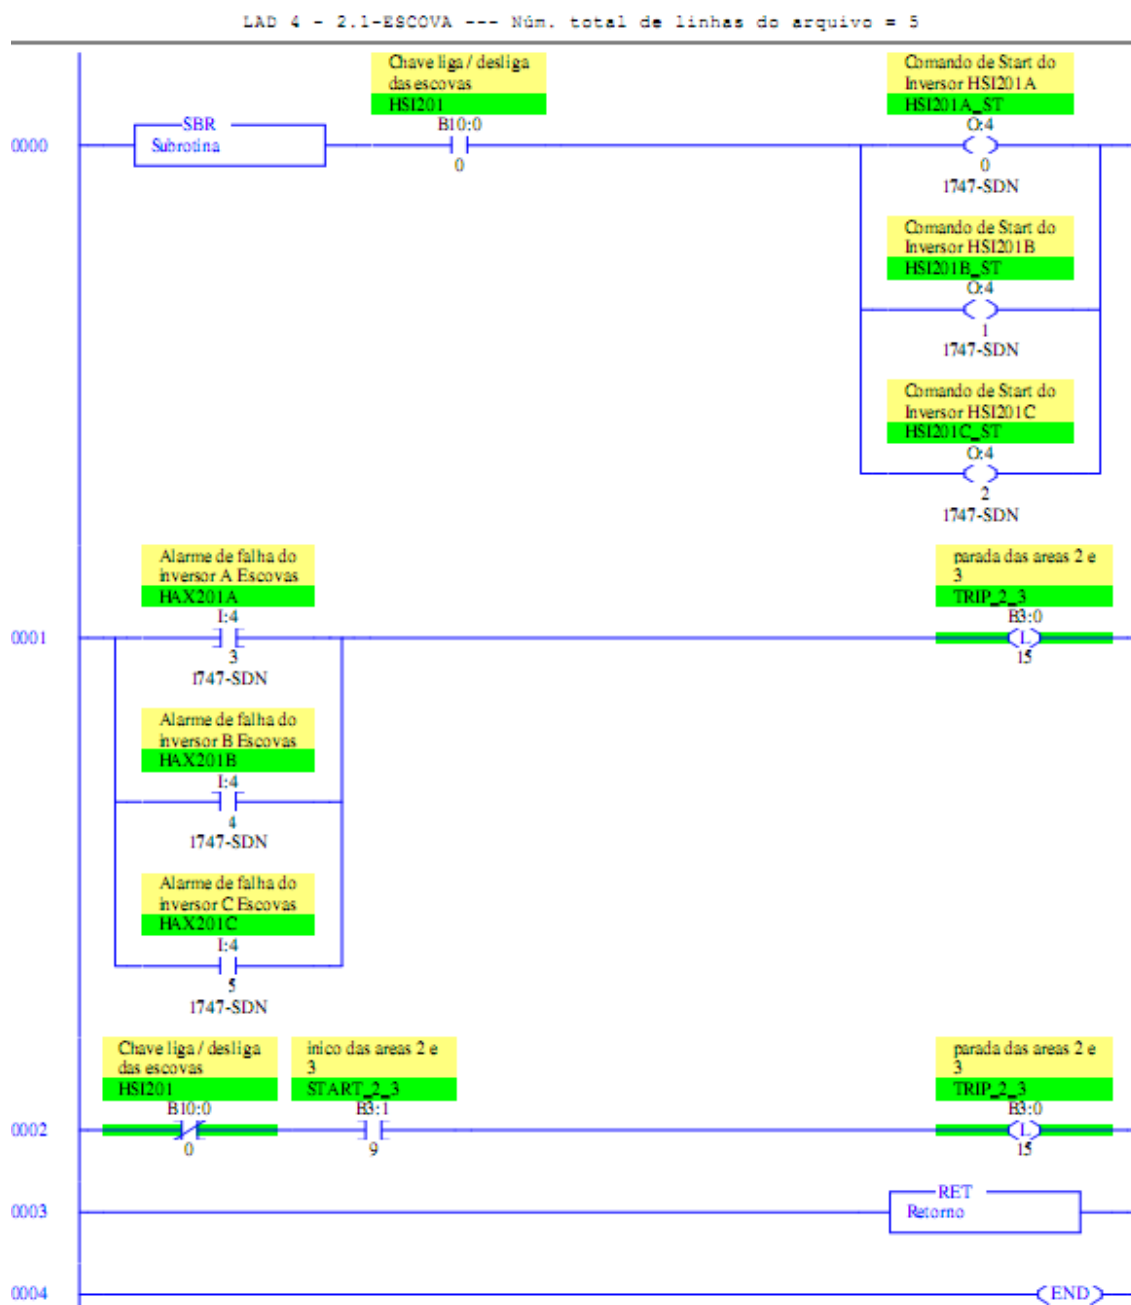 LAD 4 - 2.1-ESCOVA --- Núm. total de linhas do arquivo = 5
Chave liga / desliga
das escovas
HSI201
B10:0
0
Comando de Start do
Inversor HSI201A
HSI201A_ST
O:4
0
1747-SDN
0000
SBR
Subrotina
Comando de Start do
Inversor HSI201B
HSI201B_ST
O:4
1
1747-SDN
Comando de Start do
Inversor HSI201C
HSI201C_ST
O:4
2
1747-SDN
Alarme de falha do
inversor A Escovas
HAX201A
I:4
3
1747-SDN
parada das areas 2 e
3
TRIP_2_3
B3:0
L
15
0001
Alarme de falha do
inversor B Escovas
HAX201B
I:4
4
1747-SDN
Alarme de falha do
inversor C Escovas
HAX201C
I:4
5
1747-SDN
Chave liga / desliga
das escovas
HSI201
B10:0
0
inico das areas 2 e
3
START_2_3
B3:1
9
parada das areas 2 e
3
TRIP_2_3
B3:0
L
15
0002
RET
Retorno
0003
0004
END